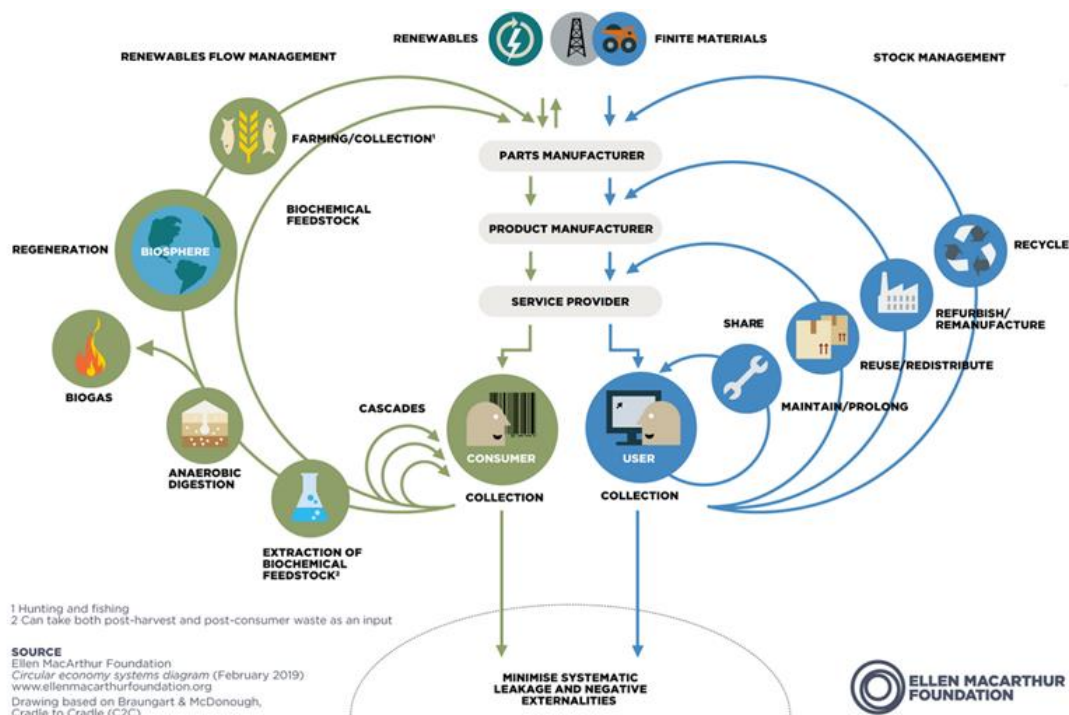 RENEWABLES
FINITE MATERIALS
RENEWABLES FLOW MANAGEMENT
STOCK MANAGEMENT
FARMING/COLLECTION¹
PARTS MANUFACTURER
BIOCHEMICAL
FEEDSTOCK
PRODUCT MANUFACTURER
REGENERATION
BIOSPHERE
RECYCLE
SERVICE PROVIDER
SHARE
REFURBISH/
REMANUFACTURE
REUSE/REDISTRIBUTE
BIOGAS
CASCADES
MAINTAIN/PROLONG
CONSUMER
USER
ANAEROBIC
DIGESTION
COLLECTION
COLLECTION
EXTRACTION OF
BIOCHEMICAL
FEEDSTOCK²
1 Hunting and fishing
2 Can take both post-harvest and post-consumer waste as an input
SOURCE
Ellen MacArthur Foundation
Circular economy systems diagram (February 2019)
www.ellenmacarthurfoundation.org
Drawing based on Braungart & McDonough,
Cradle to Cradle (C2C)
MINIMISE SYSTEMATIC
LEAKAGE AND NEGATIVE
EXTERNALITIES
ELLEN MACARTHUR
FOUNDATION